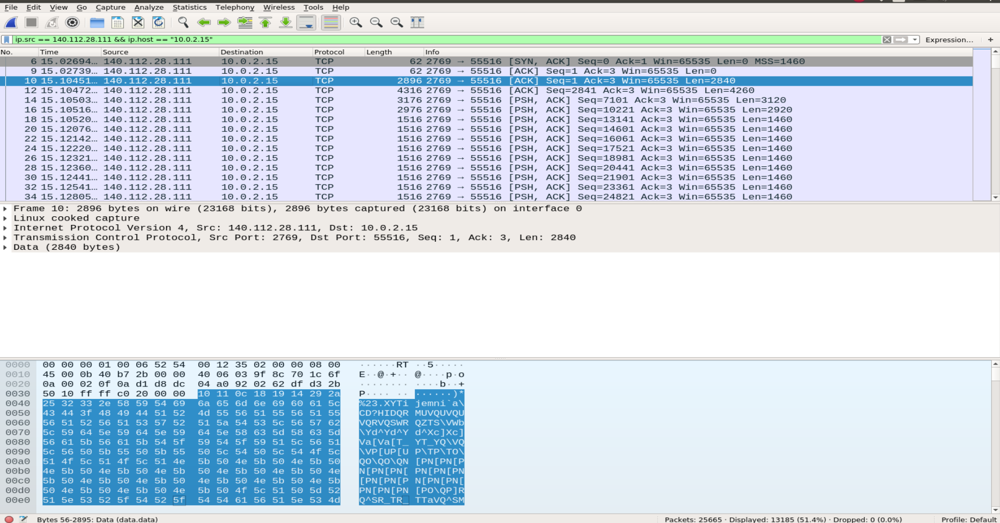 File Edit View Go Capture Analyze Statistics Telephony Wireless Tools Help
ip.src == 140.112.28.111 && ip.host == "10.0.2.15" Expression… +
No. Time Source Destination Protocol Length Info
6 15.02694… 140.112.28.111 10.0.2.15 TCP 62 2769 → 55516 [SYN, ACK] Seq=0 Ack=1 Win=65535 Len=0 MSS=1460
9 15.02739… 140.112.28.111 10.0.2.15 TCP 62 2769 → 55516 [ACK] Seq=1 Ack=3 Win=65535 Len=0
10 15.10451… 140.112.28.111 10.0.2.15 TCP 2896 2769 → 55516 [ACK] Seq=1 Ack=3 Win=65535 Len=2840
12 15.10472… 140.112.28.111 10.0.2.15 TCP 4316 2769 → 55516 [ACK] Seq=2841 Ack=3 Win=65535 Len=4260
14 15.10503… 140.112.28.111 10.0.2.15 TCP 3176 2769 → 55516 [PSH, ACK] Seq=7101 Ack=3 Win=65535 Len=3120
16 15.10516… 140.112.28.111 10.0.2.15 TCP 2976 2769 → 55516 [PSH, ACK] Seq=10221 Ack=3 Win=65535 Len=2920
18 15.10520… 140.112.28.111 10.0.2.15 TCP 1516 2769 → 55516 [PSH, ACK] Seq=13141 Ack=3 Win=65535 Len=1460
20 15.12076… 140.112.28.111 10.0.2.15 TCP 1516 2769 → 55516 [PSH, ACK] Seq=14601 Ack=3 Win=65535 Len=1460
22 15.12142… 140.112.28.111 10.0.2.15 TCP 1516 2769 → 55516 [PSH, ACK] Seq=16061 Ack=3 Win=65535 Len=1460
24 15.12220… 140.112.28.111 10.0.2.15 TCP 1516 2769 → 55516 [PSH, ACK] Seq=17521 Ack=3 Win=65535 Len=1460
26 15.12321… 140.112.28.111 10.0.2.15 TCP 1516 2769 → 55516 [PSH, ACK] Seq=18981 Ack=3 Win=65535 Len=1460
28 15.12360… 140.112.28.111 10.0.2.15 TCP 1516 2769 → 55516 [PSH, ACK] Seq=20441 Ack=3 Win=65535 Len=1460
30 15.12441… 140.112.28.111 10.0.2.15 TCP 1516 2769 → 55516 [PSH, ACK] Seq=21901 Ack=3 Win=65535 Len=1460
32 15.12541… 140.112.28.111 10.0.2.15 TCP 1516 2769 → 55516 [PSH, ACK] Seq=23361 Ack=3 Win=65535 Len=1460
34 15.12805… 140.112.28.111 10.0.2.15 TCP 1516 2769 → 55516 [PSH, ACK] Seq=24821 Ack=3 Win=65535 Len=1460
Frame 10: 2896 bytes on wire (23168 bits), 2896 bytes captured (23168 bits) on interface 0
Linux cooked capture
Internet Protocol Version 4, Src: 140.112.28.111, Dst: 10.0.2.15
Transmission Control Protocol, Src Port: 2769, Dst Port: 55516, Seq: 1, Ack: 3, Len: 2840
Data (2840 bytes)
0000 00 00 00 01 00 06 52 54 00 12 35 02 00 00 08 00 ······RT ··5·····
0010 45 00 0b 40 b7 2b 00 00 40 06 03 9f 8c 70 1c 6f E··@·+·· @····p·o
0020 0a 00 02 0f 0a d1 d8 dc 04 a0 92 02 62 df d3 2b ········ ····b··+
0030 50 10 ff ff c0 20 00 00 10 11 0c 18 19 14 29 2a P···· ·· ······)*
0040 25 32 33 2e 58 59 54 69 6a 65 6d 6e 69 60 61 5c %23.XYTi jemni`a\
0050 43 44 3f 48 49 44 51 52 4d 55 56 51 55 56 51 55 CD?HIDQR MUVQUVQU
0060 56 51 52 56 51 53 57 52 51 5a 54 53 5c 56 57 62 VQRVQSWR QZTS\VWb
0070 5c 59 64 5e 59 64 5e 59 64 5e 58 63 5d 58 63 5d \Yd^Yd^Y d^Xc]Xc]
0080 56 61 5b 56 61 5b 54 5f 59 54 5f 59 51 5c 56 51 Va[Va[T_ YT_YQ\VQ
0090 5c 56 50 5b 55 50 5b 55 50 5c 54 50 5c 54 4f 5c \VP[UP[U P\TP\TO\
00a0 51 4f 5c 51 4f 5c 51 4e 5b 50 4e 5b 50 4e 5b 50 QO\QO\QN [PN[PN[P
00b0 4e 5b 50 4e 5b 50 4e 5b 50 4e 5b 50 4e 5b 50 4e N[PN[PN[ PN[PN[PN
00c0 5b 50 4e 5b 50 4e 5b 50 4e 5b 50 4e 5b 50 4e 5b [PN[PN[P N[PN[PN[
00d0 50 4e 5b 50 4e 5b 50 4e 5b 50 4f 5c 51 50 5d 52 PN[PN[PN [PO\QP]R
00e0 51 5e 53 52 5f 54 52 5f 54 54 61 56 51 5e 53 4d Q^SR_TR_ TTaVQ^SM
Bytes 56-2895: Data (data.data) Packets: 25665 · Displayed: 13185 (51.4%) · Dropped: 0 (0.0%) Profile: Default